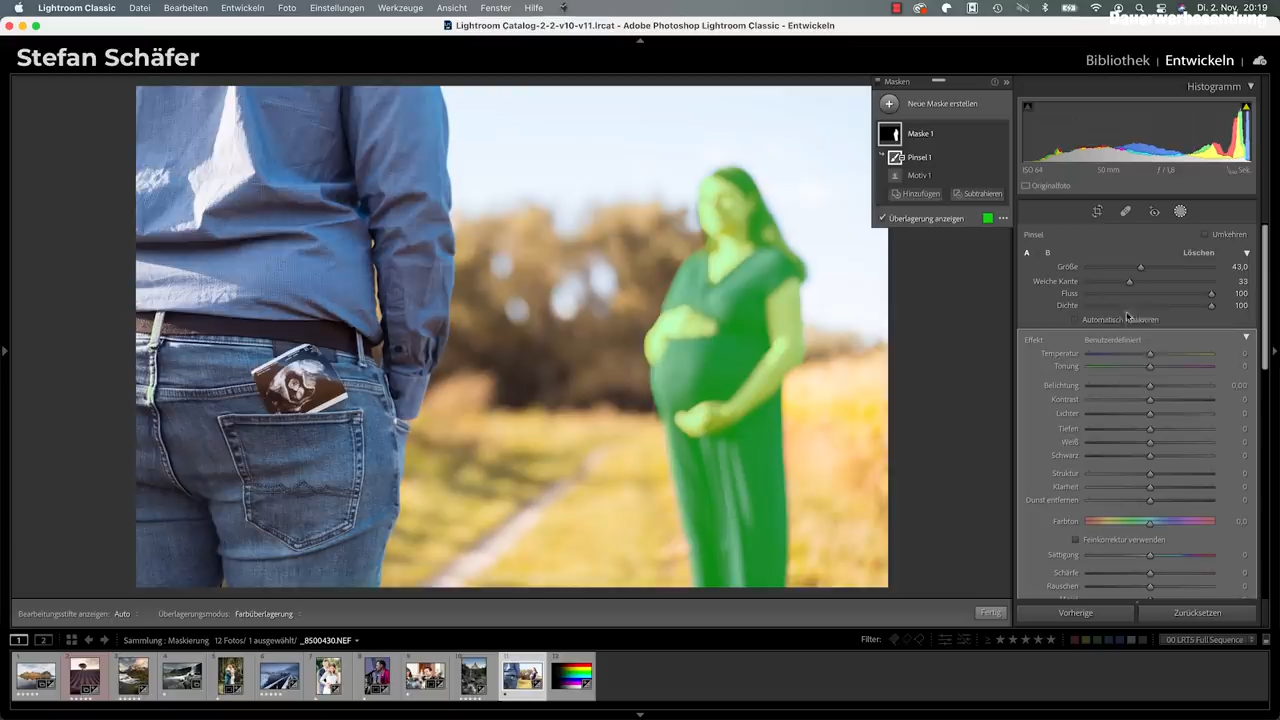 Lightroom Classic Datei Bearbeiten Entwickeln Foto Einstellungen Werkzeuge Ansicht Fenster Hilfe Di. 2. Nov. 20:19
Dauerwerbesendung
Lightroom Catalog-2-2-v10-v11.lrcat - Adobe Photoshop Lightroom Classic - Entwickeln
Stefan Schäfer
Bibliothek | Entwickeln
Masken
Neue Maske erstellen
Maske 1
Pinsel 1
Motiv 1
Hinzufügen Subtrahieren
Überlagerung anzeigen
Histogramm
ISO 64 50 mm ƒ / 1,8
Originalfoto
Pinsel Umkehren
A B Löschen
Größe 43,0
Weiche Kante 33
Fluss 100
Dichte 100
Automatisch
Effekt Benutzerdefiniert
Temperatur 0
Tonung 0
Belichtung 0,00
Kontrast 0
Lichter 0
Tiefen 0
Weiß 0
Schwarz 0
Struktur 0
Klarheit 0
Dunst entfernen 0
Farbton 0,0
Feinkorrektur verwenden
Sättigung 0
Schärfe 0
Rauschen 0
Bearbeitungsstifte anzeigen: Auto Überlagerungsmodus: Farbüberlagerung Fertig
Vorherige Zurücksetzen
1 2 Sammlung : Maskierung 12 Fotos/ 1 ausgewählt/ _8500430.NEF Filter: 00 LRTS Full Sequence